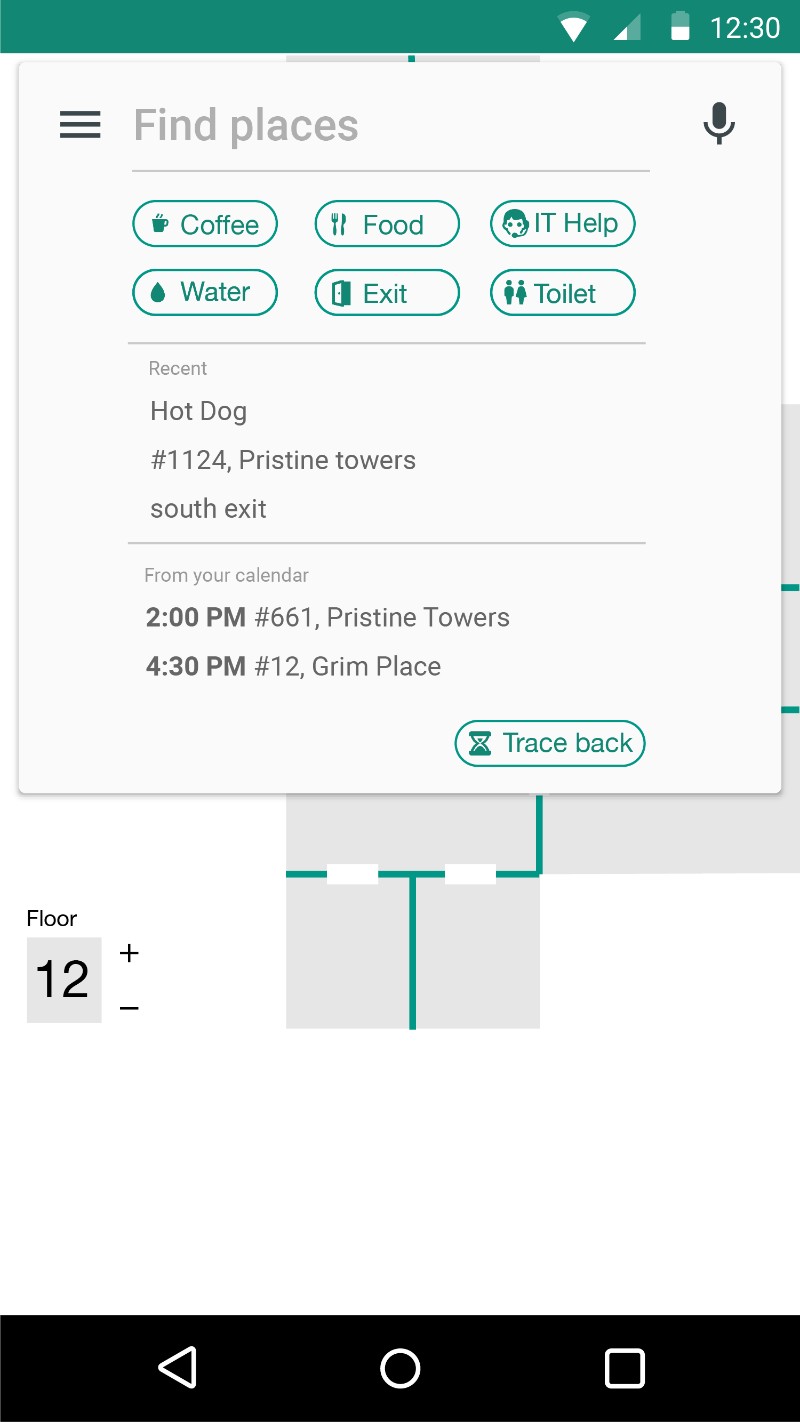 12:30
Find places
Coffee Food IT Help
Water Exit Toilet
Recent
Hot Dog
#1124, Pristine towers
south exit
From your calendar
2:00 PM #661, Pristine Towers
4:30 PM #12, Grim Place
Trace back
Floor
12
+
−